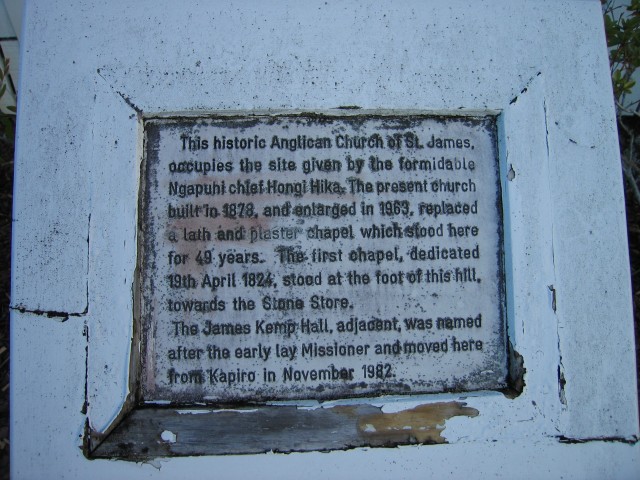 This historic Anglican Church of St. James,
occupies the site given by the formidable
Ngapuhi chief Hongi Hika. The present church
built in 1878, and enlarged in 1963, replaced
a lath and plaster chapel which stood here
for 49 years. The first chapel, dedicated
19th April 1824, stood at the foot of this hill,
towards the Stone Store.
The James Kemp Hall, adjacent, was named
after the early lay Missioner and moved here
from Kapiro in November 1982.